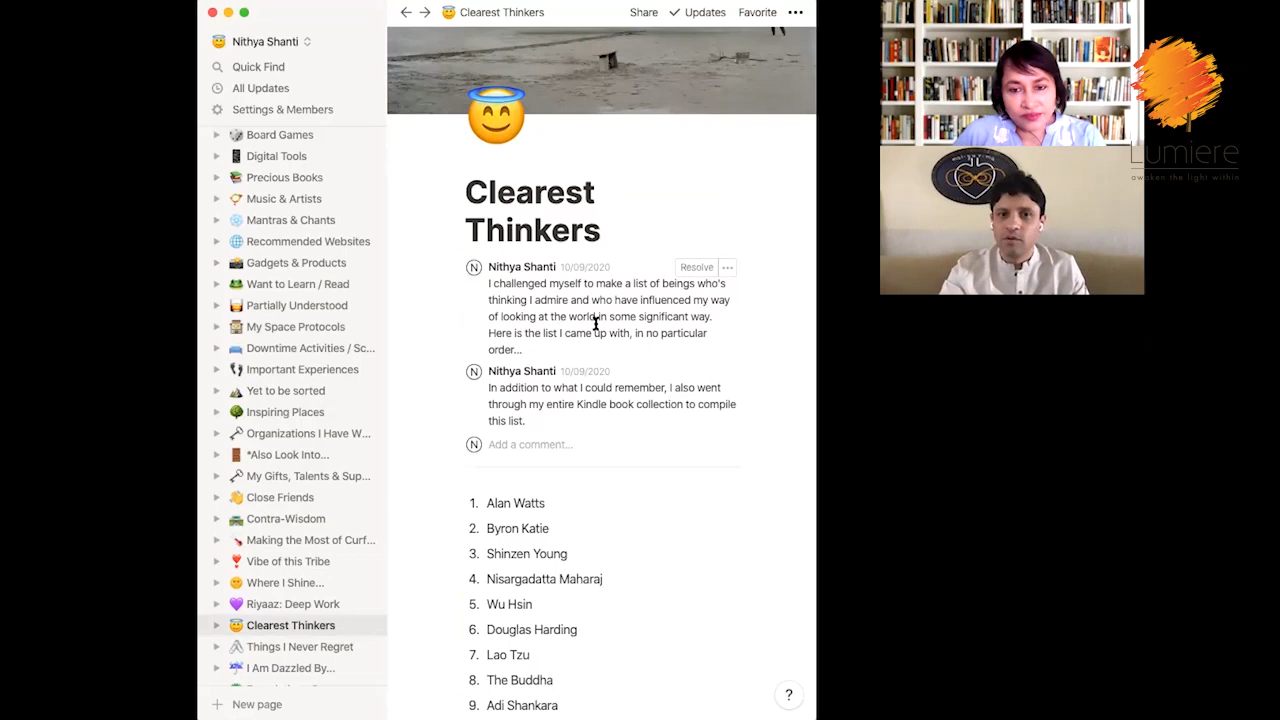 Clearest Thinkers
Share
Updates
Favorite
Nithya Shanti
Quick Find
All Updates
Settings & Members
Board Games
Digital Tools
Precious Books
Music & Artists
Mantras & Chants
Recommended Websites
Gadgets & Products
Want to Learn / Read
Partially Understood
My Space Protocols
Downtime Activities / Sc...
Important Experiences
Yet to be sorted
Inspiring Places
Organizations I Have W...
*Also Look Into...
My Gifts, Talents & Sup...
Close Friends
Contra-Wisdom
Making the Most of Curf...
Vibe of this Tribe
Where I Shine...
Riyaaz: Deep Work
Clearest Thinkers
Things I Never Regret
I Am Dazzled By...
New page
Clearest
Thinkers
N Nithya Shanti 10/09/2020
Resolve
I challenged myself to make a list of beings who's
thinking I admire and who have influenced my way
of looking at the world in some significant way.
Here is the list I came up with, in no particular
order...
N Nithya Shanti 10/09/2020
In addition to what I could remember, I also went
through my entire Kindle book collection to compile
this list.
N Add a comment...
1. Alan Watts
2. Byron Katie
3. Shinzen Young
4. Nisargadatta Maharaj
5. Wu Hsin
6. Douglas Harding
7. Lao Tzu
8. The Buddha
9. Adi Shankara
?
Lumiere
awaken the light within